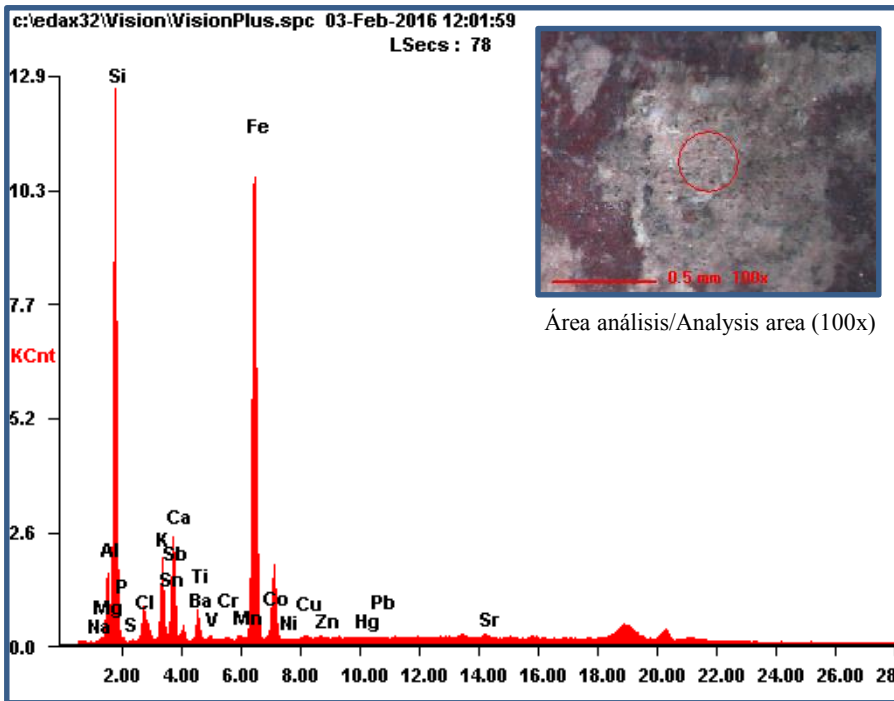 c:\edax32\Vision\VisionPlus.spc 03-Feb-2016 12:01:59
LSecs : 78
12.9
10.3
7.7
KCnt
5.2
2.6
0.0
Si
Fe
Ca
K
Sb
Al
Sn
Ti
P
Mg
Cl
Ba
Cr
Co
Cu
Pb
Na
S
V
Mn
Ni
Zn
Hg
Sr
2.00 4.00 6.00 8.00 10.00 12.00 14.00 16.00 18.00 20.00 22.00 24.00 26.00 28
0.5 mm 100x
Área análisis/Analysis area (100x)